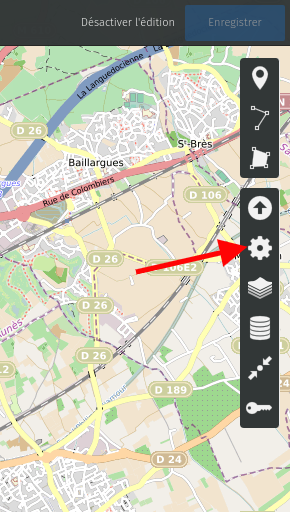 Désactiver l'édition
Enregistrer
La Languedocienne
La
D 26
St-Brès
Baillargues
N
Rue de Colombiers
D 106
D 26
106E2
D 26
D 26
D 189
D 24